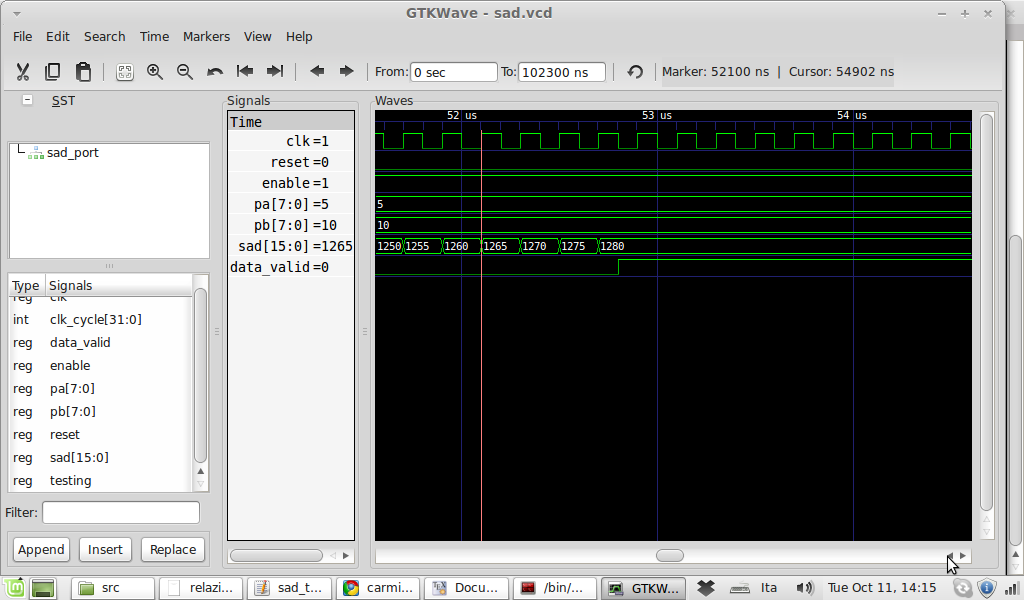 GTKWave - sad.vcd
File Edit Search Time Markers View Help
From: 0 sec To: 102300 ns Marker: 52100 ns | Cursor: 54902 ns
SST
sad_port
Type Signals
reg clk
int clk_cycle[31:0]
reg data_valid
reg enable
reg pa[7:0]
reg pb[7:0]
reg reset
reg sad[15:0]
reg testing
Filter:
Append Insert Replace
Signals
Time
clk=1
reset=0
enable=1
pa[7:0]=5
pb[7:0]=10
sad[15:0]=1265
data_valid=0
Waves
52 us 53 us 54 us
5
10
1250 1255 1260 1265 1270 1275 1280
src relazi... sad_t... carmi... Docu... /bin/... GTKW... Ita Tue Oct 11, 14:15